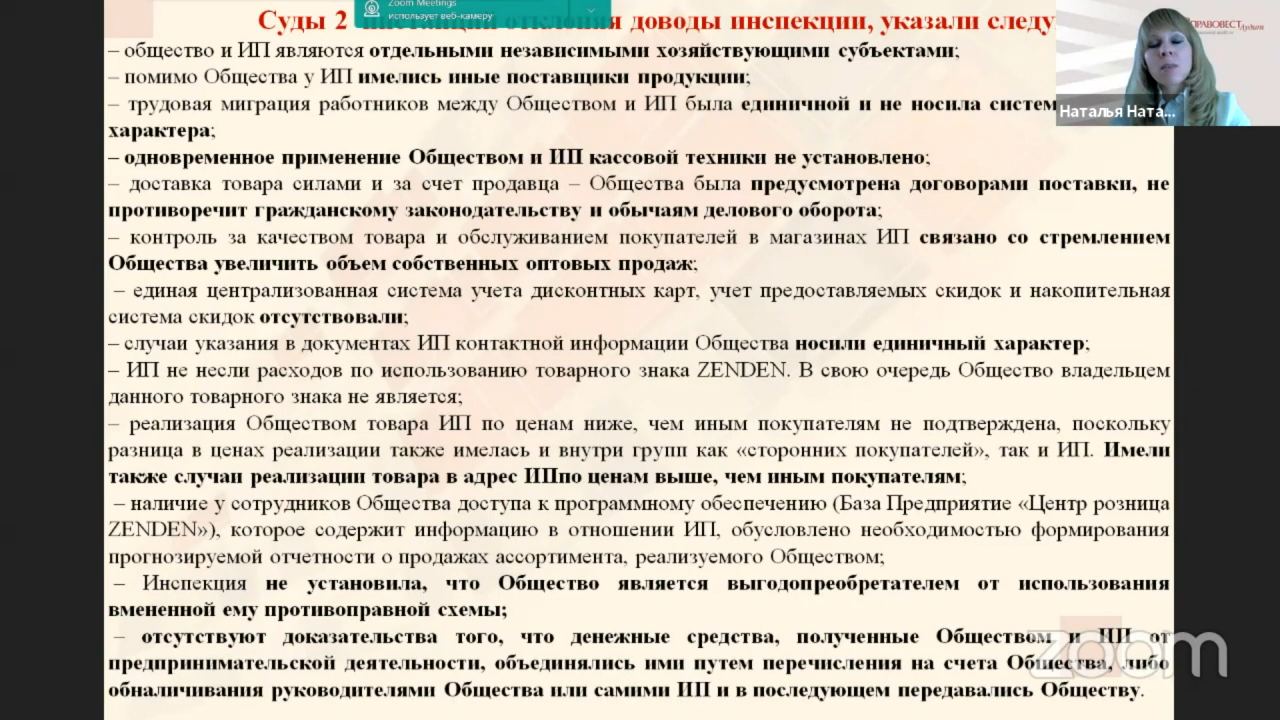 Zoom Meetings
использует веб-камеру
Суды 2 доводы инспекции, указали следу
– общество и ИП являются отдельными независимыми хозяйствующими субъектами;
– помимо Общества у ИП имелись иные поставщики продукции;
– трудовая миграция работников между Обществом и ИП была единичной и не носила систем
характера;
– одновременное применение Обществом и ИП кассовой техники не установлено;
– доставка товара силами и за счет продавца – Общества была предусмотрена договорами поставки, не
противоречит гражданскому законодательству и обычаям делового оборота;
– контроль за качеством товара и обслуживанием покупателей в магазинах ИП связано со стремлением
Общества увеличить объем собственных оптовых продаж;
– единая централизованная система учета дисконтных карт, учет предоставляемых скидок и накопительная
система скидок отсутствовали;
– случаи указания в документах ИП контактной информации Общества носили единичный характер;
– ИП не несли расходов по использованию товарного знака ZENDEN. В свою очередь Общество владельцем
данного товарного знака не является;
– реализация Обществом товара ИП по ценам ниже, чем иным покупателям не подтверждена, поскольку
разница в ценах реализации также имелась и внутри групп как «сторонних покупателей», так и ИП. Имели
также случаи реализации товара в адрес ИПпо ценам выше, чем иным покупателям;
– наличие у сотрудников Общества доступа к программному обеспечению (База Предприятие «Центр розница
ZENDEN»), которое содержит информацию в отношении ИП, обусловлено необходимостью формирования
прогнозируемой отчетности о продажах ассортимента, реализуемого Обществом;
– Инспекция не установила, что Общество является выгодопреобретателем от использования
вмененной ему противоправной схемы;
– отсутствуют доказательства того, что денежные средства, полученные Обществом и ИП от
предпринимательской деятельности, объединялись ими путем перечисления на счета Общества, либо
обналичивания руководителями Общества или самими ИП и в последующем передавались Обществу.
Наталья Ната...
zoom